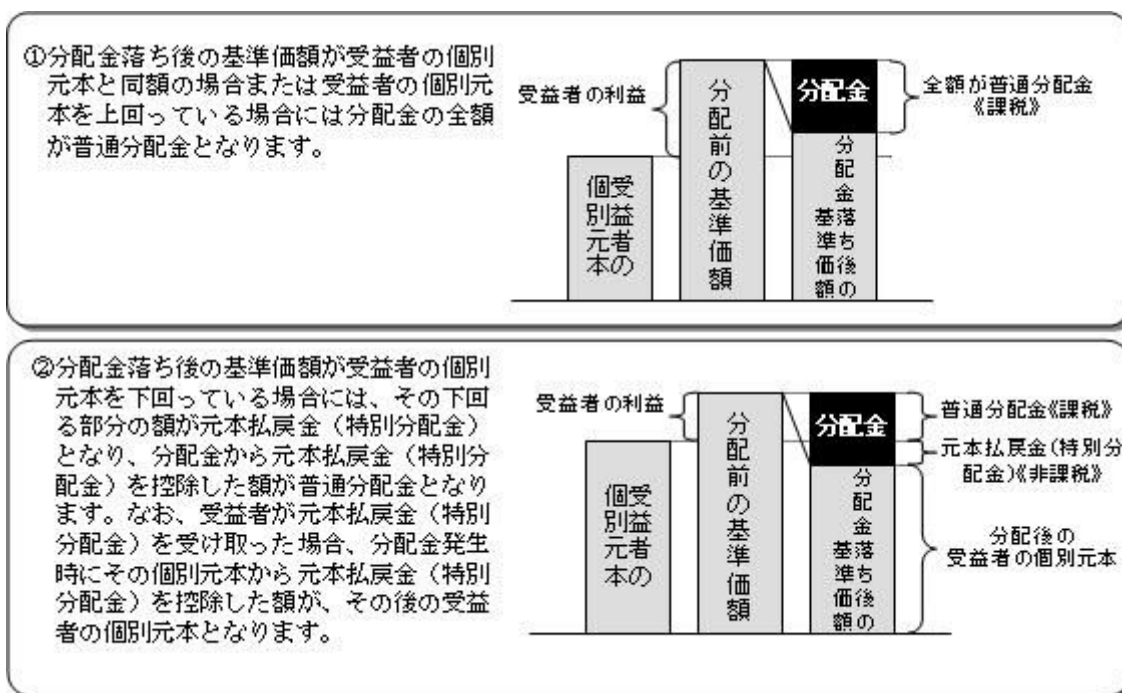 ①分配金落ち後の基準価額が受益者の個別
元本と同額の場合または受益者の個別元
本を上回っている場合には分配金の全額
が普通分配金となります。
受益者の利益
個別元本
受益者の
分配前の基準価額
分配金
分配金
基準価額
落ち後の
全額が普通分配金
《課税》
②分配金落ち後の基準価額が受益者の個別
元本を下回っている場合には、その下回
る部分の額が元本払戻金（特別分配金）
となり、分配金から元本払戻金（特別分
配金）を控除した額が普通分配金となり
ます。なお、受益者が元本払戻金（特別
分配金）を受け取った場合、分配金発生
時にその個別元本から元本払戻金（特別
分配金）を控除した額が、その後の受益
者の個別元本となります。
受益者の利益
受益者の
個別元本
分配前の基準価額
分配金
分配金
落ち後の
基準価額
普通分配金《課税》
元本払戻金(特別分
配金)《非課税》
分配後の
受益者の個別元本